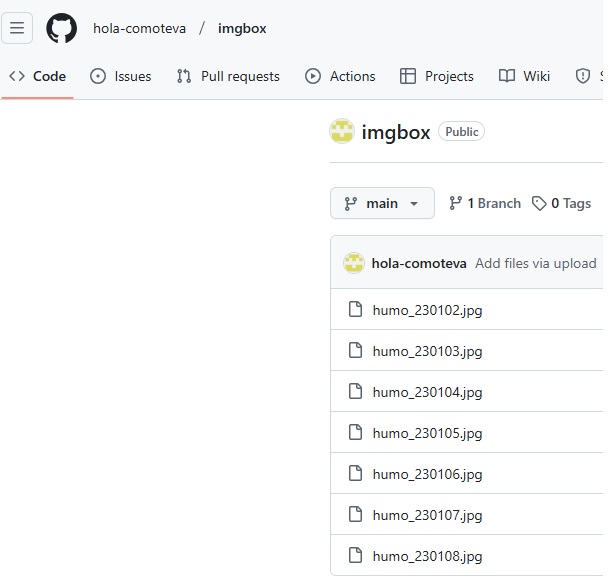 hola-comoteva / imgbox
Code Issues Pull requests Actions Projects Wiki S
imgbox Public
main 1 Branch 0 Tags
hola-comoteva Add files via upload
humo_230102.jpg
humo_230103.jpg
humo_230104.jpg
humo_230105.jpg
humo_230106.jpg
humo_230107.jpg
humo_230108.jpg